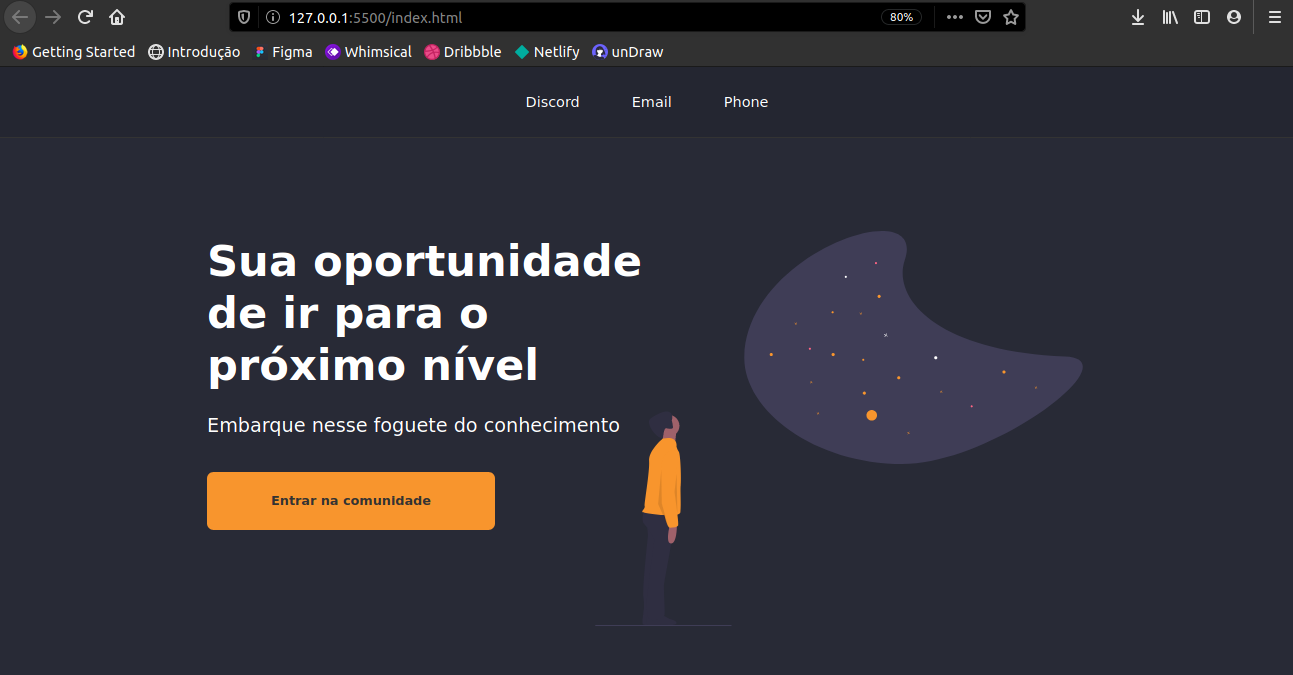 127.0.0.1:5500/index.html
80%
Getting Started Introdução Figma Whimsical Dribbble Netlify unDraw
Discord Email Phone
Sua oportunidade
de ir para o
próximo nível
Embarque nesse foguete do conhecimento
Entrar na comunidade